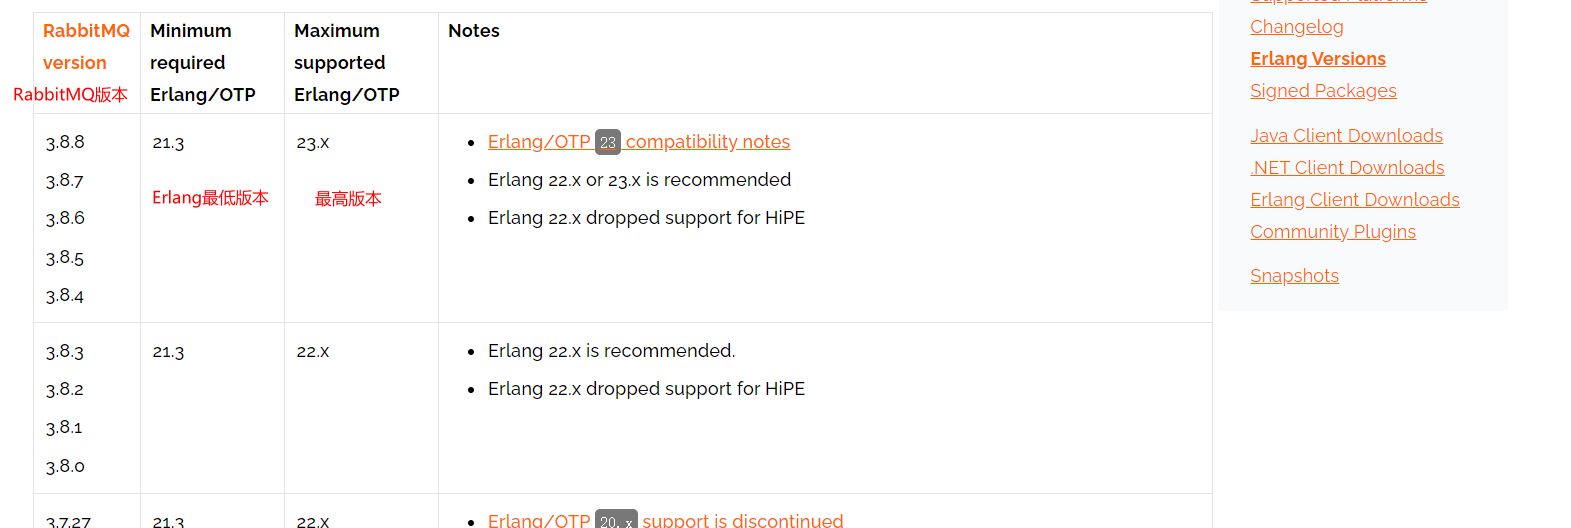 RabbitMQ version
Minimum required Erlang/OTP
Maximum supported Erlang/OTP
Notes
RabbitMQ版本
3.8.8
3.8.7
3.8.6
3.8.5
3.8.4
21.3
Erlang最低版本
23.x
最高版本
Erlang/OTP 23 compatibility notes
Erlang 22.x or 23.x is recommended
Erlang 22.x dropped support for HiPE
3.8.3
3.8.2
3.8.1
3.8.0
21.3
22.x
Erlang 22.x is recommended.
Erlang 22.x dropped support for HiPE
3.7.27
21.3
22.x
Erlang/OTP 20.x support is discontinued
Supported Platforms
Changelog
Erlang Versions
Signed Packages
Java Client Downloads
.NET Client Downloads
Erlang Client Downloads
Community Plugins
Snapshots